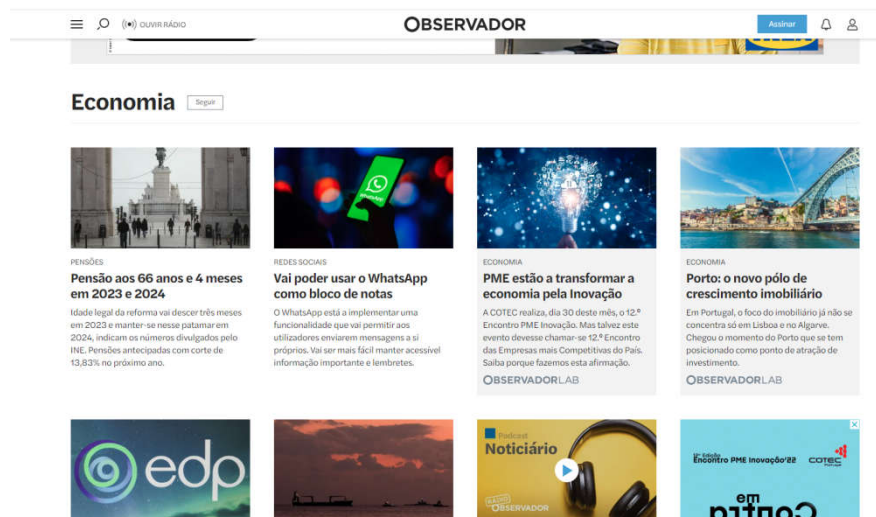 ((•)) OUVIR RÁDIO
OBSERVADOR
Assinar
Economia
Seguir
PENSÕES
Pensão aos 66 anos e 4 meses
em 2023 e 2024
Idade legal da reforma vai descer três meses
em 2023 e manter-se nesse patamar em
2024, indicam os números divulgados pelo
INE. Pensões antecipadas com corte de
13,83% no próximo ano.
WhatsApp
REDES SOCIAIS
Vai poder usar o WhatsApp
como bloco de notas
O WhatsApp está a implementar uma
funcionalidade que vai permitir aos
utilizadores enviarem mensagens a si
próprios. Vai ser mais fácil manter acessível
informação importante e lembretes.
ECONOMIA
PME estão a transformar a
economia pela Inovação
A COTEC realiza, dia 30 deste mês, o 12.º
Encontro PME Inovação. Mas talvez este
evento devesse chamar-se 12.º Encontro
das Empresas mais Competitivas do País.
Saiba porque fazemos esta afirmação.
OBSERVADORLAB
ECONOMIA
Porto: o novo pólo de
crescimento imobiliário
Em Portugal, o foco do imobiliário já não se
concentra só em Lisboa e no Algarve.
Chegou o momento do Porto que se tem
posicionado como ponto de atração de
investimento.
OBSERVADORLAB
edp
Podcast
Noticiário
RÁDIO
OBSERVADOR
12ª Edição
Encontro PME Inovação'22
COTEC
em